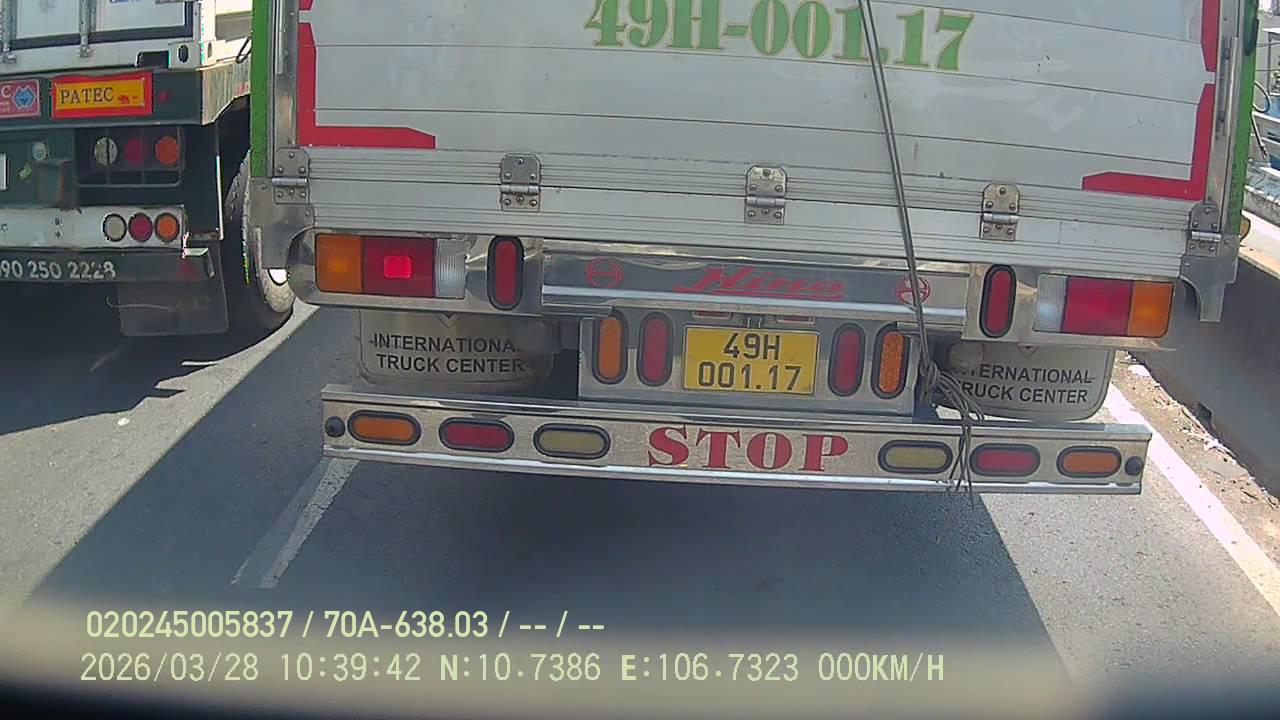 49H-001.17
PATEC
C
90 250 2228
Hino
INTERNATIONAL
TRUCK CENTER
49H
001.17
INTERNATIONAL
TRUCK CENTER
STOP
020245005837 / 70A-638.03 / -- / --
2026/03/28 10:39:42 N:10.7386 E:106.7323 000KM/H